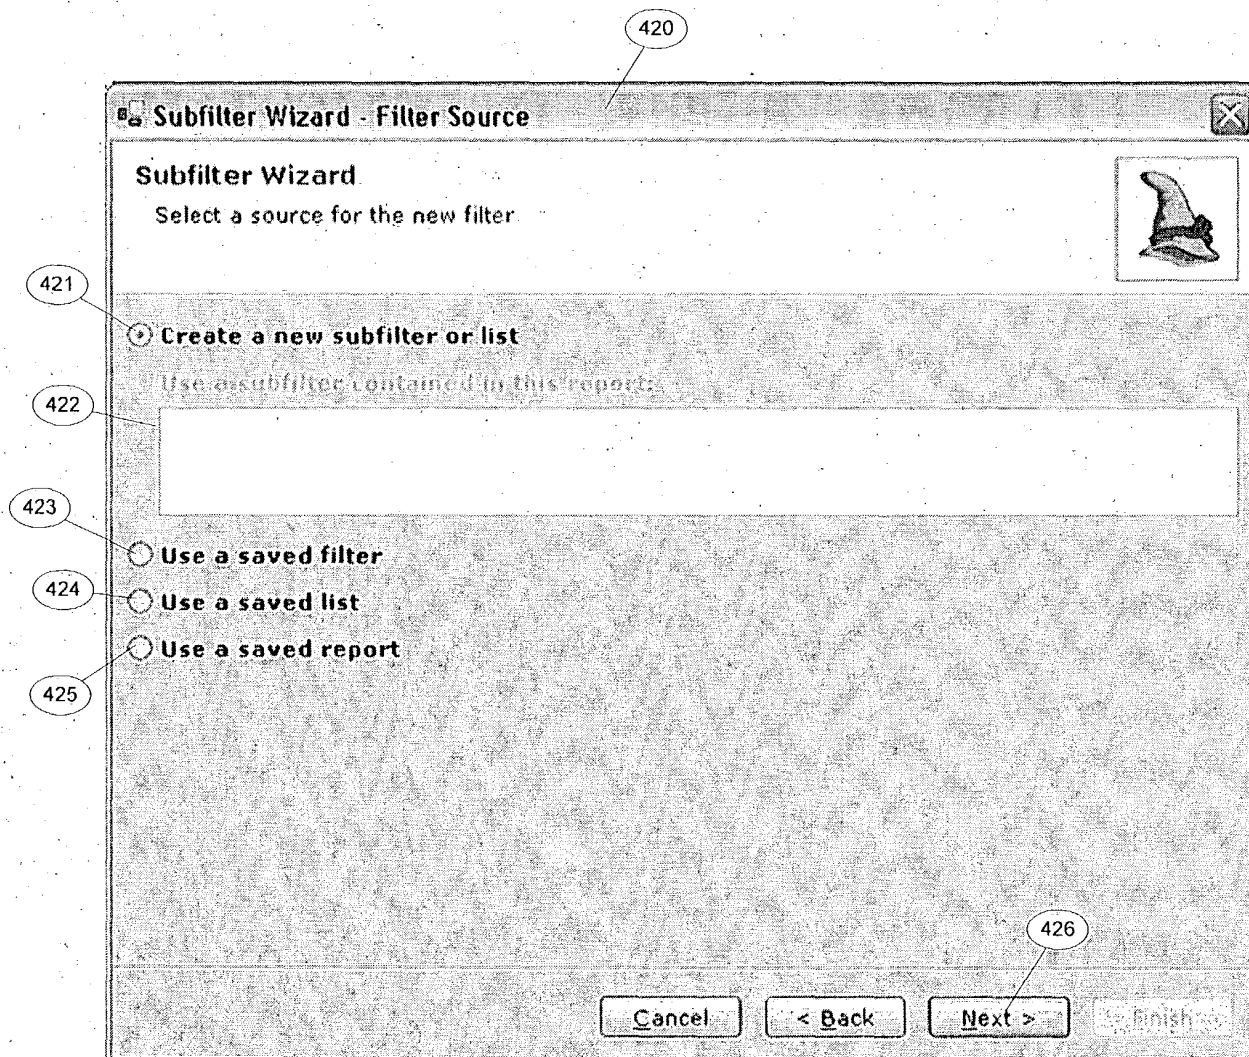 420
Subfilter Wizard - Filter Source
Subfilter Wizard
Select a source for the new filter
421
Create a new subfilter or list
Use a subfilter contained in this report:
422
423
Use a saved filter
424
Use a saved list
Use a saved report
425
426
Cancel
< Back
Next >
Finish